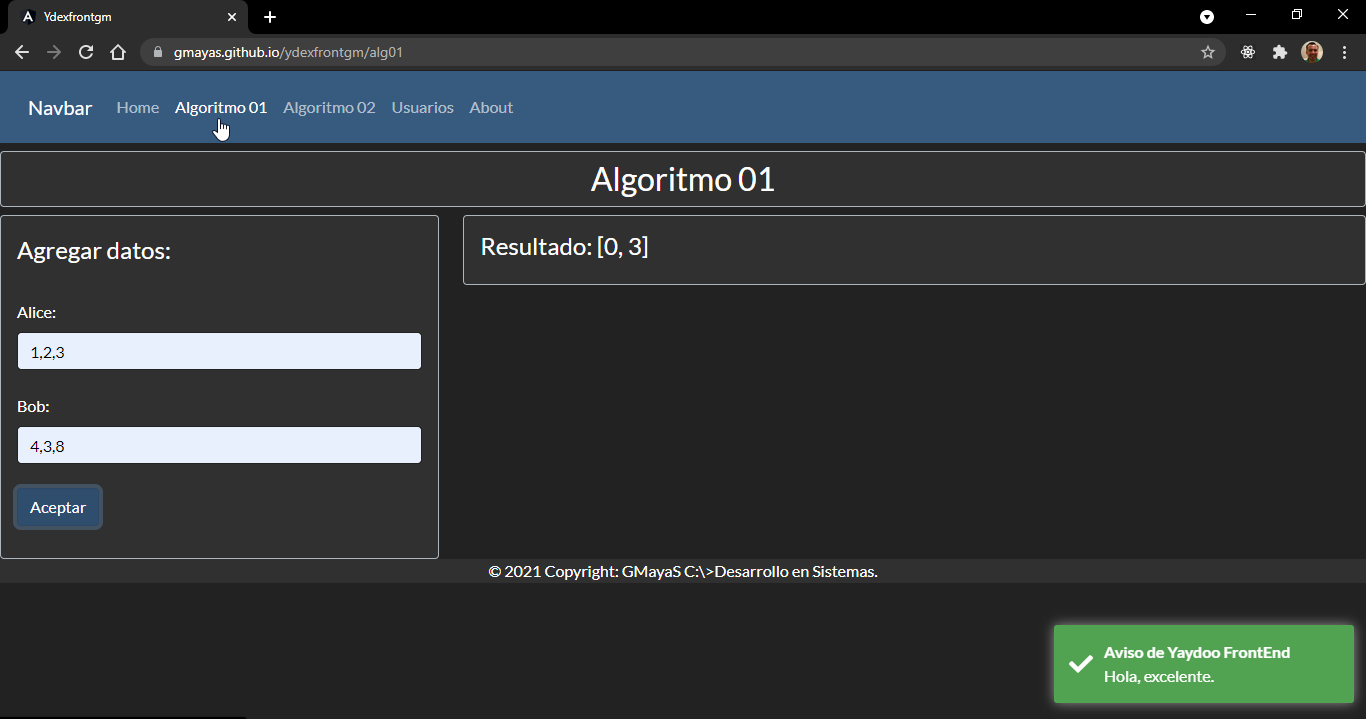 Ydexfrontgm
gmayas.github.io/ydexfrontgm/alg01
Navbar Home Algoritmo 01 Algoritmo 02 Usuarios About
Algoritmo 01
Agregar datos:
Alice:
1,2,3
Bob:
4,3,8
Aceptar
Resultado: [0, 3]
© 2021 Copyright: GMayaS C:\>Desarrollo en Sistemas.
Aviso de Yaydoo FrontEnd
Hola, excelente.